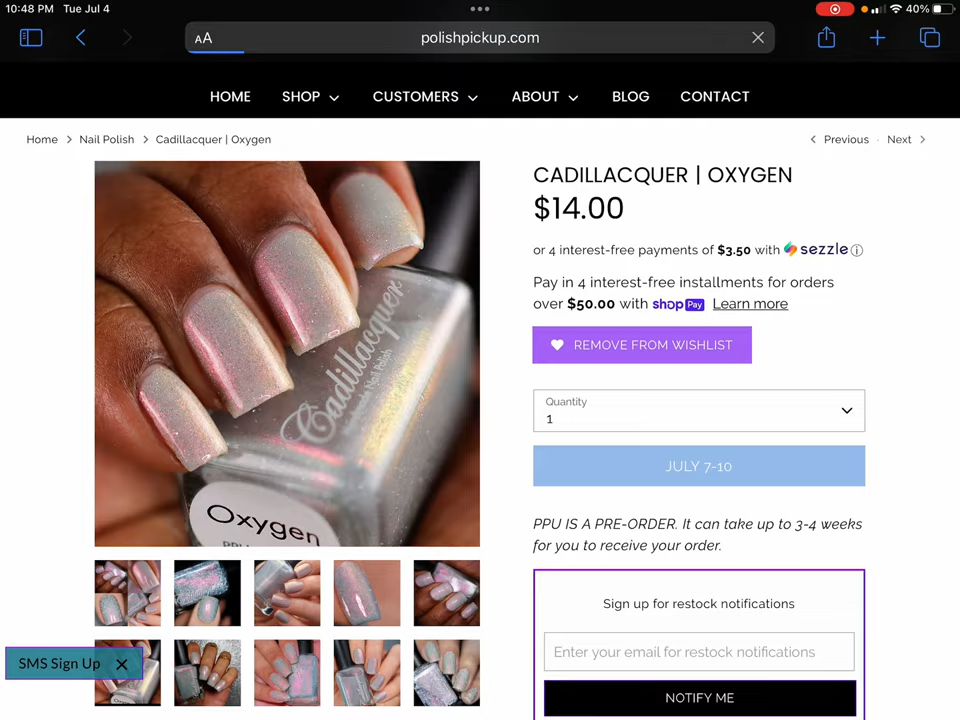 10:48 PM Tue Jul 4
40%
AA
polishpickup.com
HOME SHOP CUSTOMERS ABOUT BLOG CONTACT
Home > Nail Polish > Cadillacquer | Oxygen
< Previous - Next >
CADILLACQUER | OXYGEN
$14.00
or 4 interest-free payments of $3.50 with sezzle
Pay in 4 interest-free installments for orders
over $50.00 with shop Pay Learn more
REMOVE FROM WISHLIST
Quantity
1
JULY 7-10
PPU IS A PRE-ORDER. It can take up to 3-4 weeks
for you to receive your order.
Sign up for restock notifications
Enter your email for restock notifications
NOTIFY ME
Cadillacquer
Nail Polish
Oxygen
SMS Sign Up ×